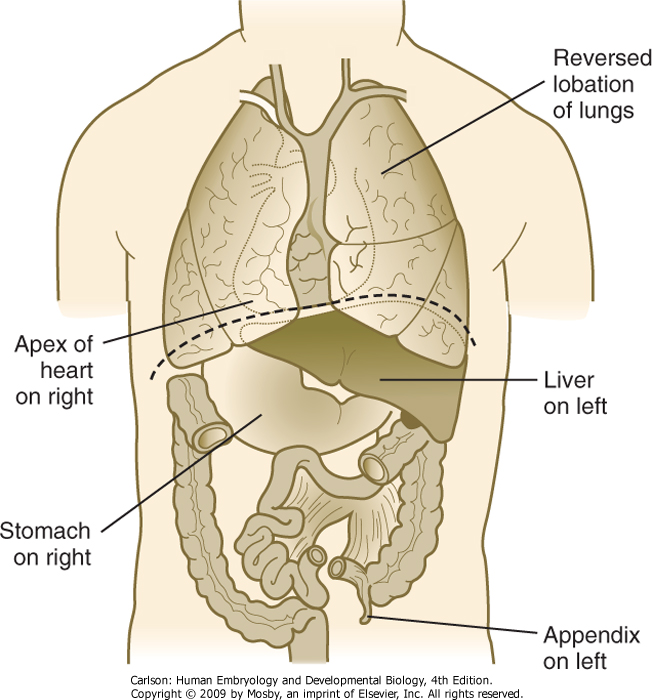 Reversed
lobation
of lungs
Apex of
heart
on right
Liver
on left
Stomach
on right
Appendix
on left
Carlson: Human Embryology and Developmental Biology, 4th Edition.
Copyright © 2009 by Mosby, an imprint of Elsevier, Inc. All rights reserved.